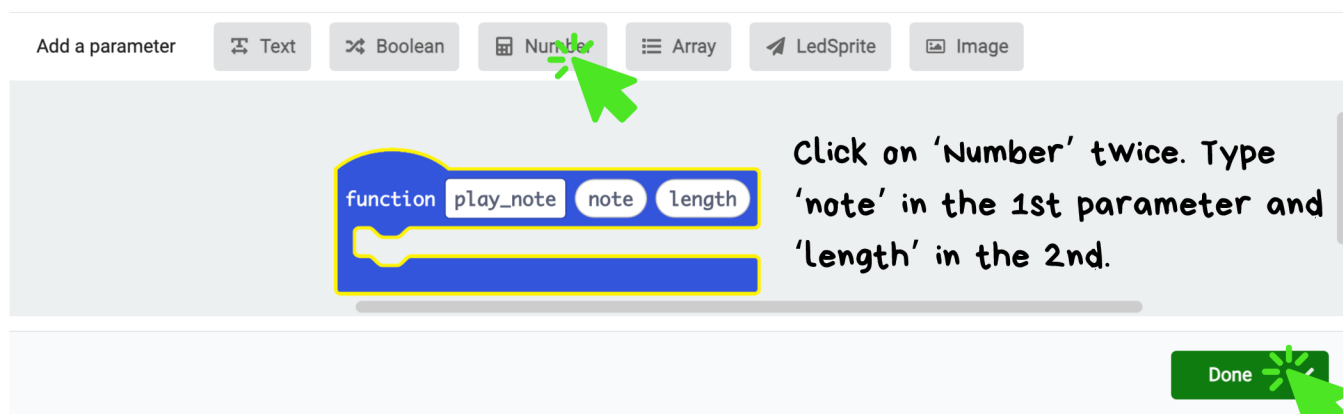 Add a parameter Text Boolean Number Array LedSprite Image
Click on ‘Number’ twice. Type
function play_note note length
‘note’ in the 1st parameter and
‘length’ in the 2nd.
Done